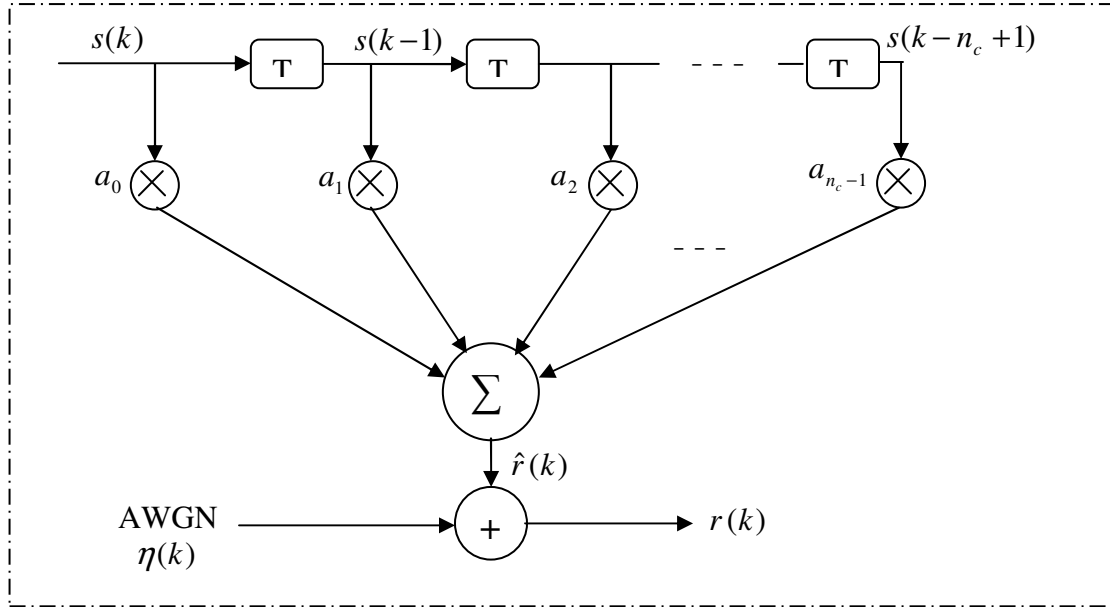 s(k) s(k−1) s(k−n_c+1)
T T - - - T
a_0 a_1 a_2 a_{n_c−1}
- - -
∑
r̂(k)
AWGN + r(k)
η(k)